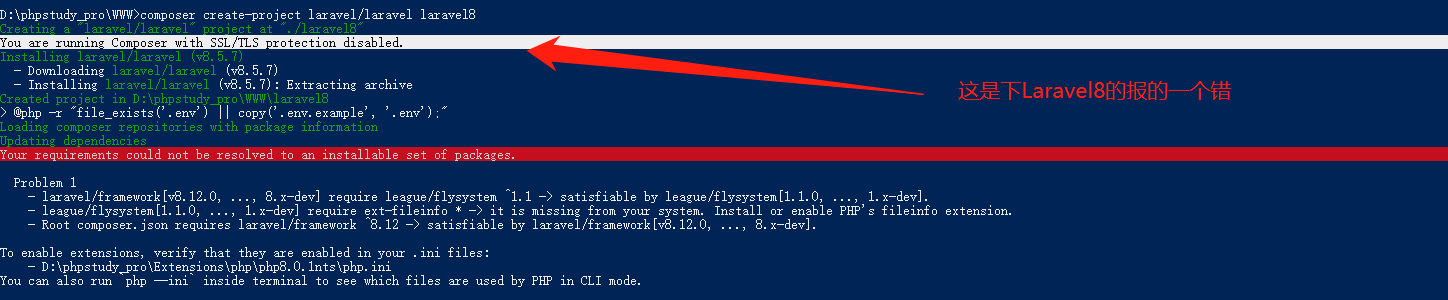 D:\phpstudy_pro\WWW>composer create-project laravel/laravel laravel8
Creating a "laravel/laravel" project at "./laravel8"
You are running Composer with SSL/TLS protection disabled.
Installing laravel/laravel (v8.5.7)
  - Downloading laravel/laravel (v8.5.7)
  - Installing laravel/laravel (v8.5.7): Extracting archive
这是下Laravel8的报的一个错
Created project in D:\phpstudy_pro\WWW\laravel8
> @php -r "file_exists('.env') || copy('.env.example', '.env');"
Loading composer repositories with package information
Updating dependencies
Your requirements could not be resolved to an installable set of packages.
  Problem 1
    - laravel/framework[v8.12.0, ..., 8.x-dev] require league/flysystem ^1.1 -> satisfiable by league/flysystem[1.1.0, ..., 1.x-dev].
    - league/flysystem[1.1.0, ..., 1.x-dev] require ext-fileinfo * -> it is missing from your system. Install or enable PHP's fileinfo extension.
    - Root composer.json requires laravel/framework ^8.12 -> satisfiable by laravel/framework[v8.12.0, ..., 8.x-dev].
To enable extensions, verify that they are enabled in your .ini files:
    - D:\phpstudy_pro\Extensions\php\php8.0.1nts\php.ini
You can also run `php --ini` inside terminal to see which files are used by PHP in CLI mode.